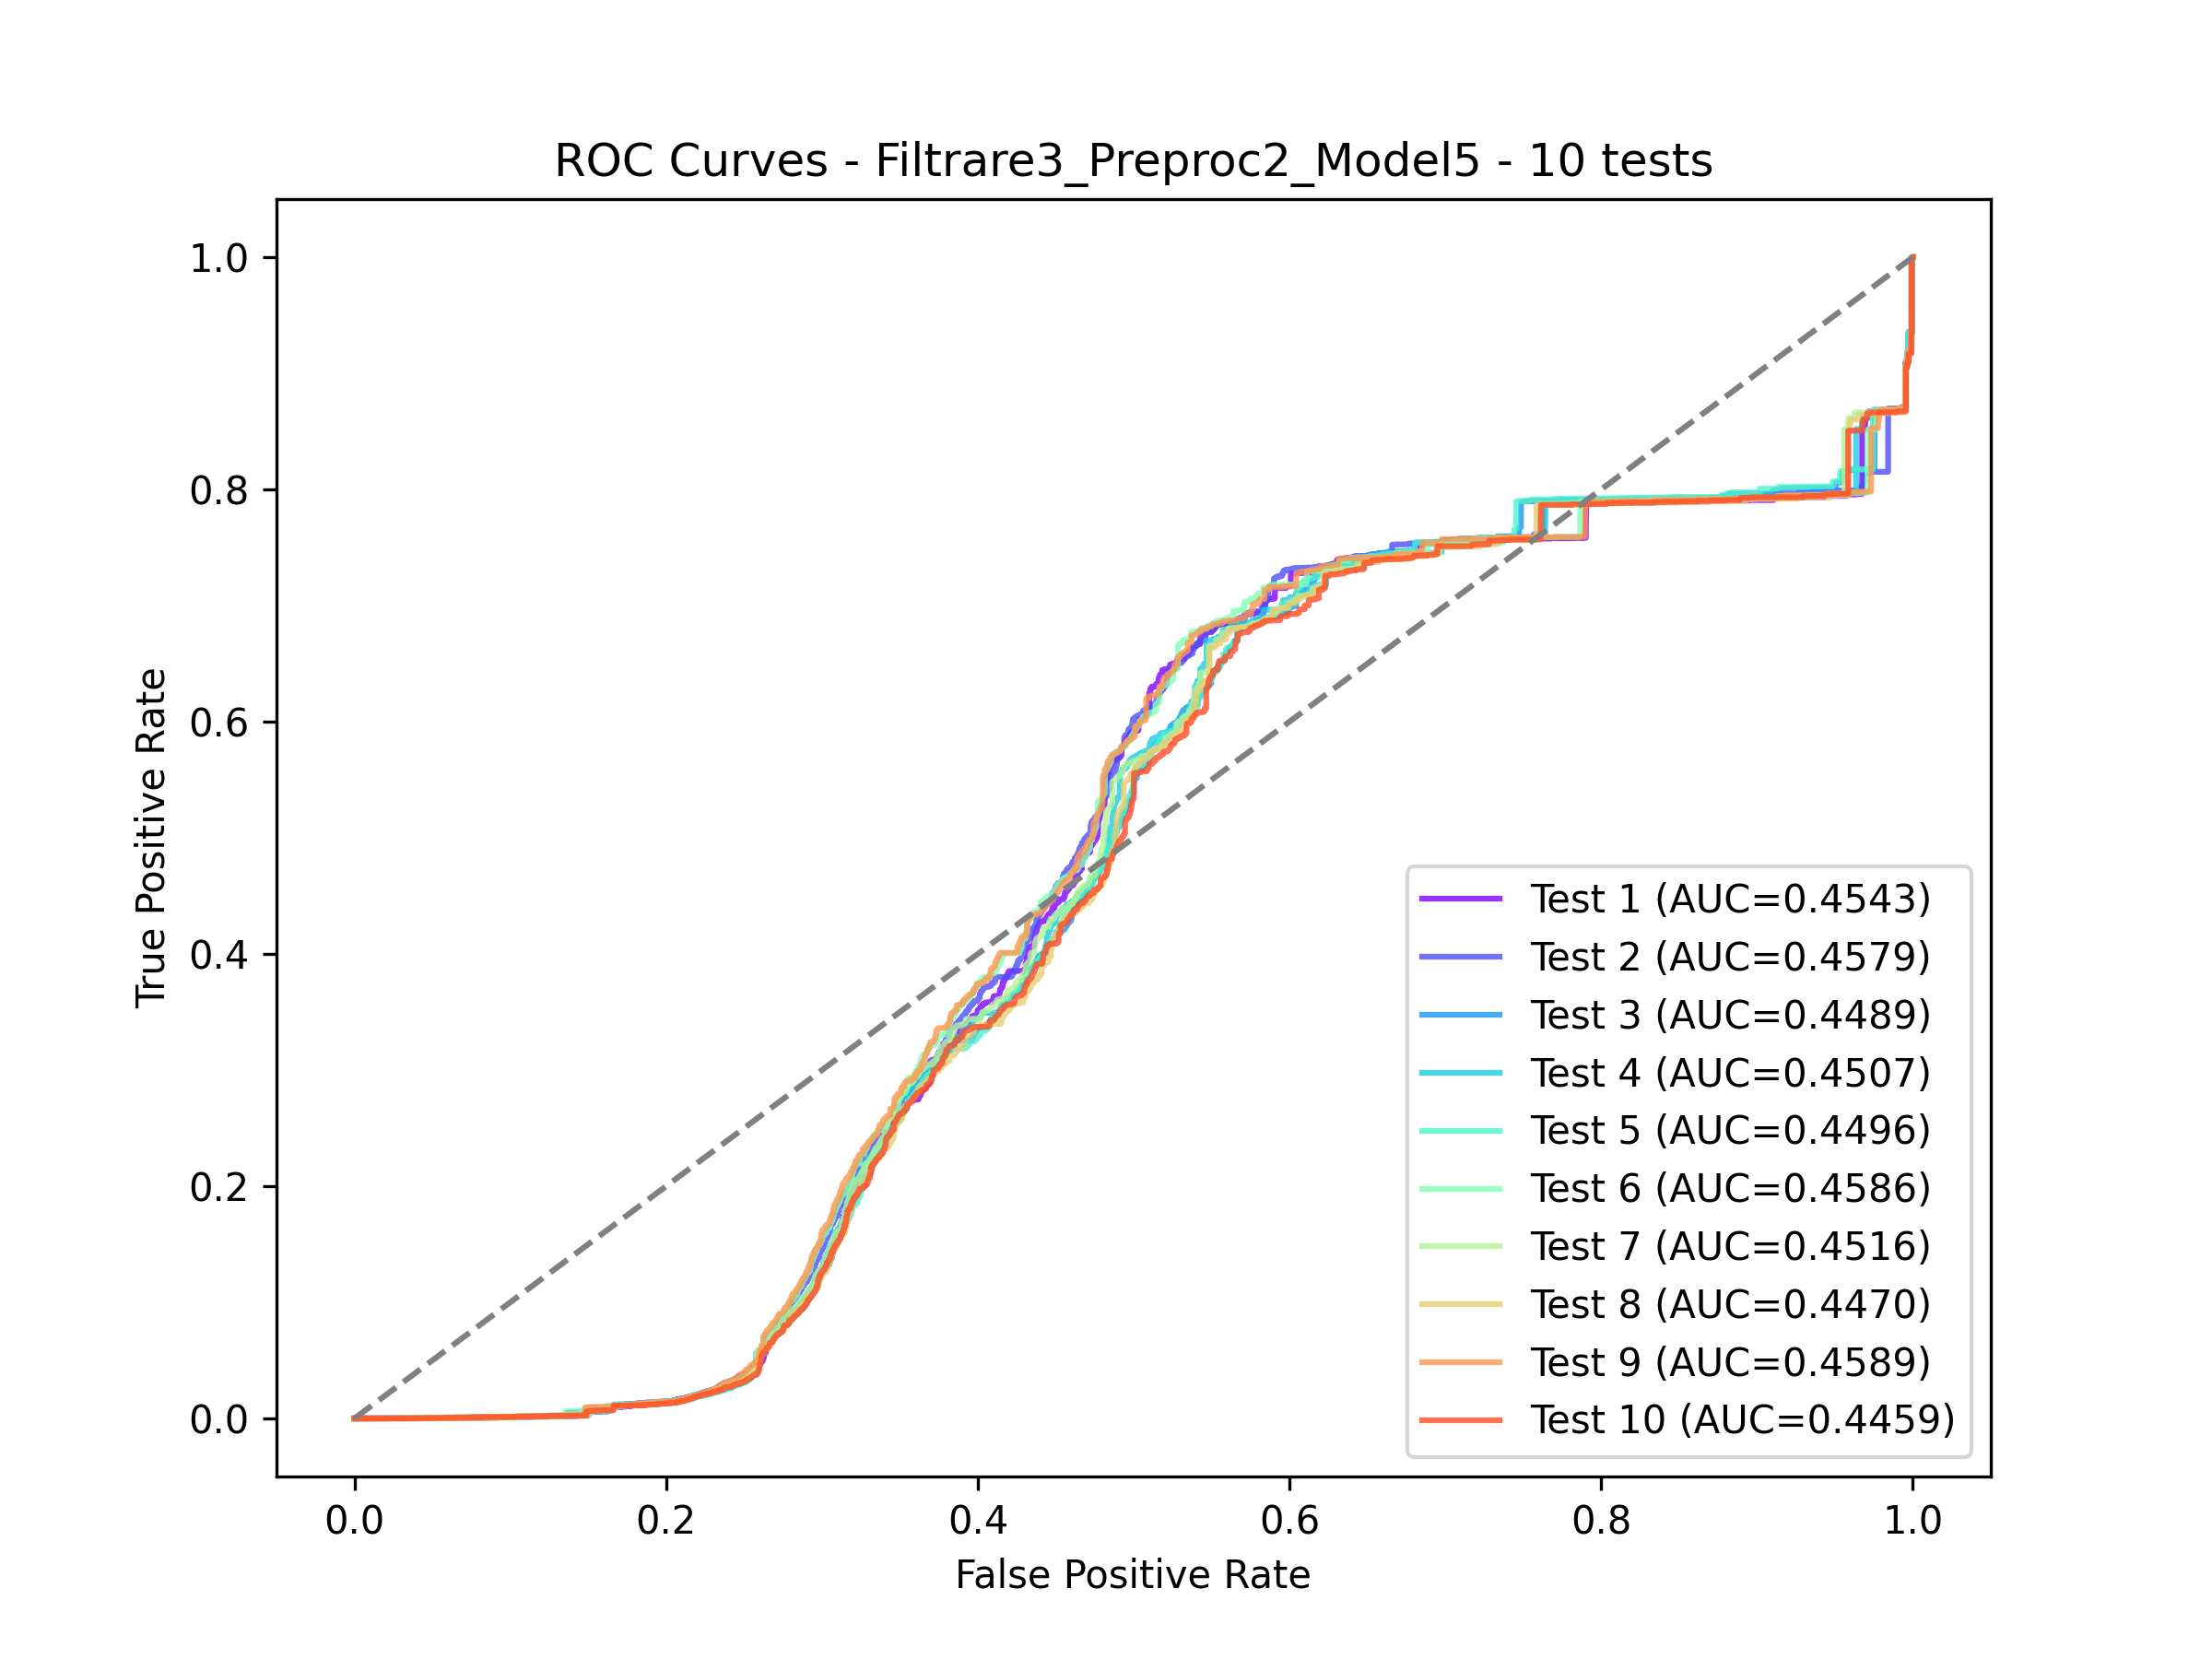 ROC Curves - Filtrare3_Preproc2_Model5 - 10 tests
1.0
0.8
0.6
0.4
0.2
0.0
True Positive Rate
Test 1 (AUC=0.4543)
Test 2 (AUC=0.4579)
Test 3 (AUC=0.4489)
Test 4 (AUC=0.4507)
Test 5 (AUC=0.4496)
Test 6 (AUC=0.4586)
Test 7 (AUC=0.4516)
Test 8 (AUC=0.4470)
Test 9 (AUC=0.4589)
Test 10 (AUC=0.4459)
0.0 0.2 0.4 0.6 0.8 1.0
False Positive Rate